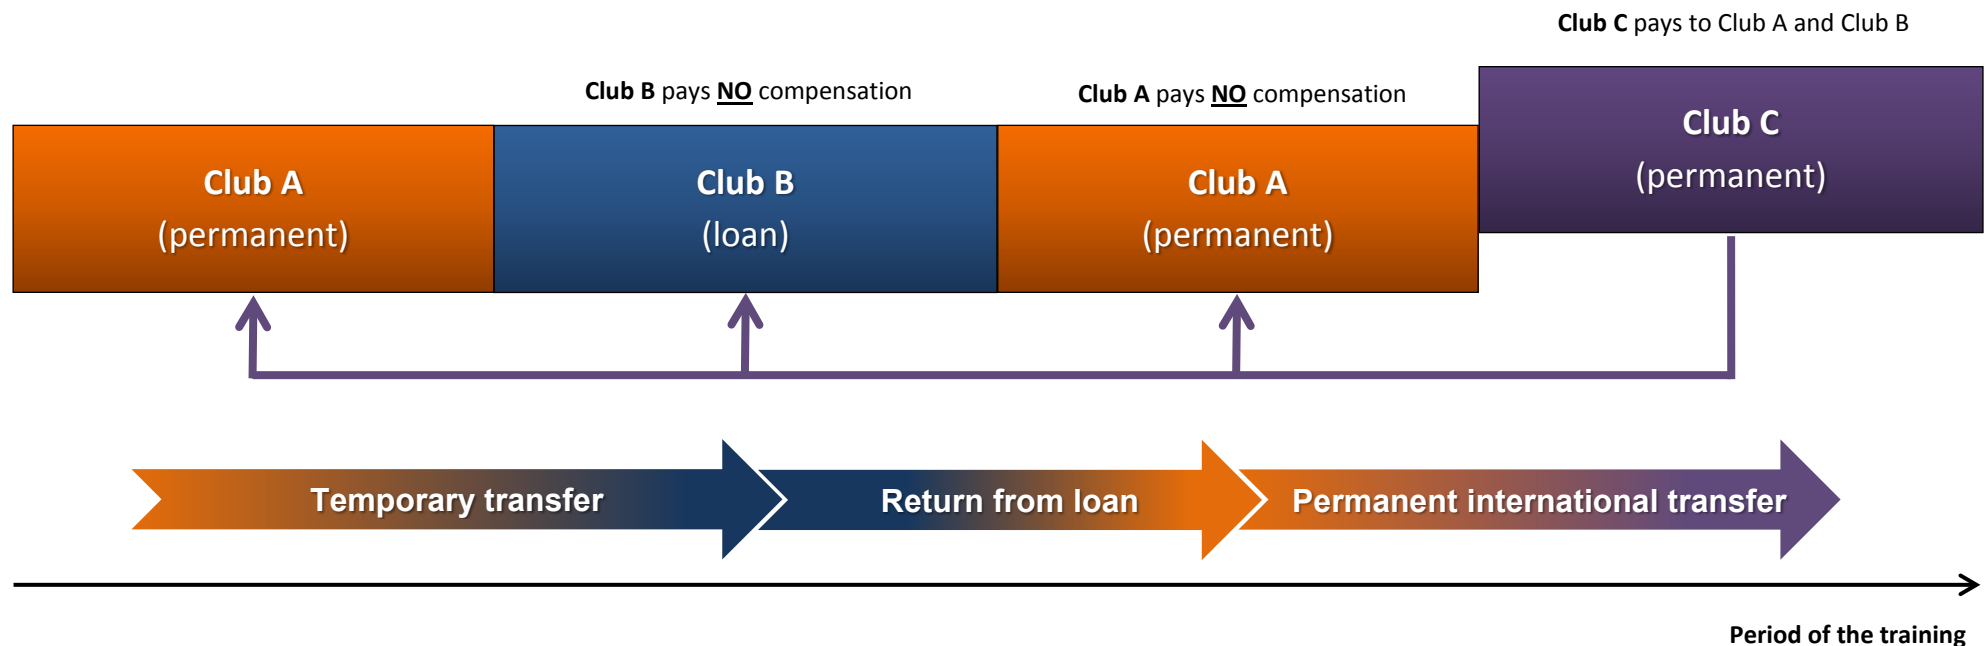 Club C pays to Club A and Club B
Club B pays NO compensation
Club A pays NO compensation
Club A
(permanent)
Club B
(loan)
Club A
(permanent)
Club C
(permanent)
Temporary transfer
Return from loan
Permanent international transfer
Period of the training